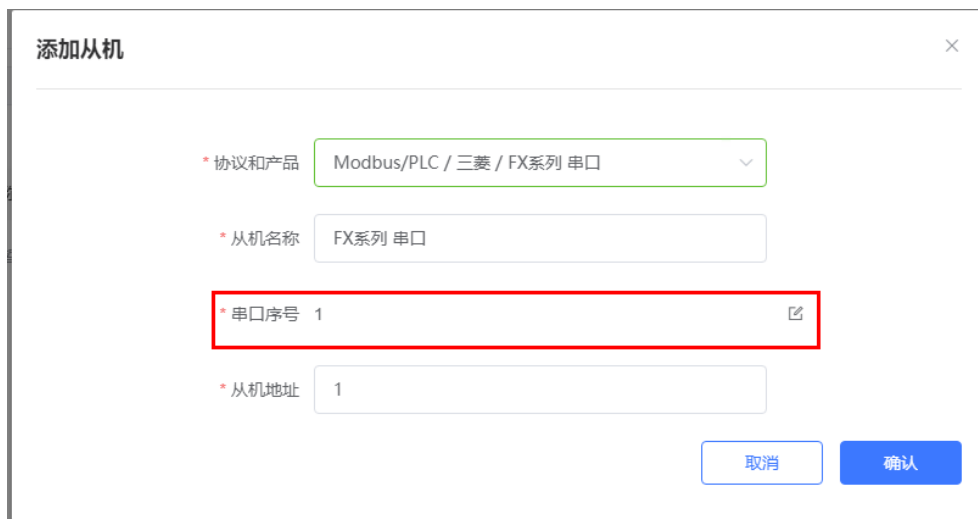 添加从机
* 协议和产品 Modbus/PLC / 三菱 / FX系列 串口
* 从机名称 FX系列 串口
* 串口序号 1
* 从机地址 1
取消 确认